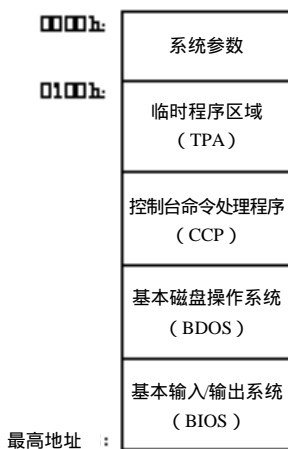 0000h:
系统参数
0100h:
临时程序区域
（TPA）
控制台命令处理程序
（CCP）
基本磁盘操作系统
（BDOS）
基本输入/输出系统
（BIOS）
最高地址 :